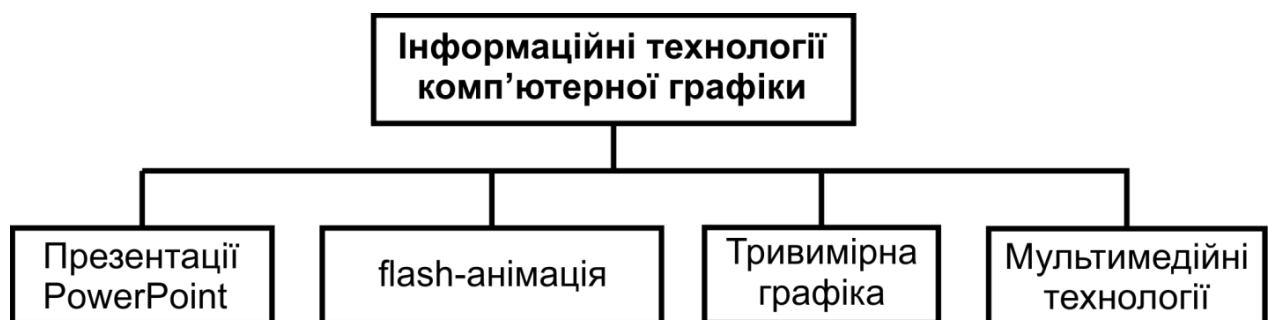 Інформаційні технології
комп’ютерної графіки
Презентації
PowerPoint
flash-анімація
Тривимірна
графіка
Мультимедійні
технології